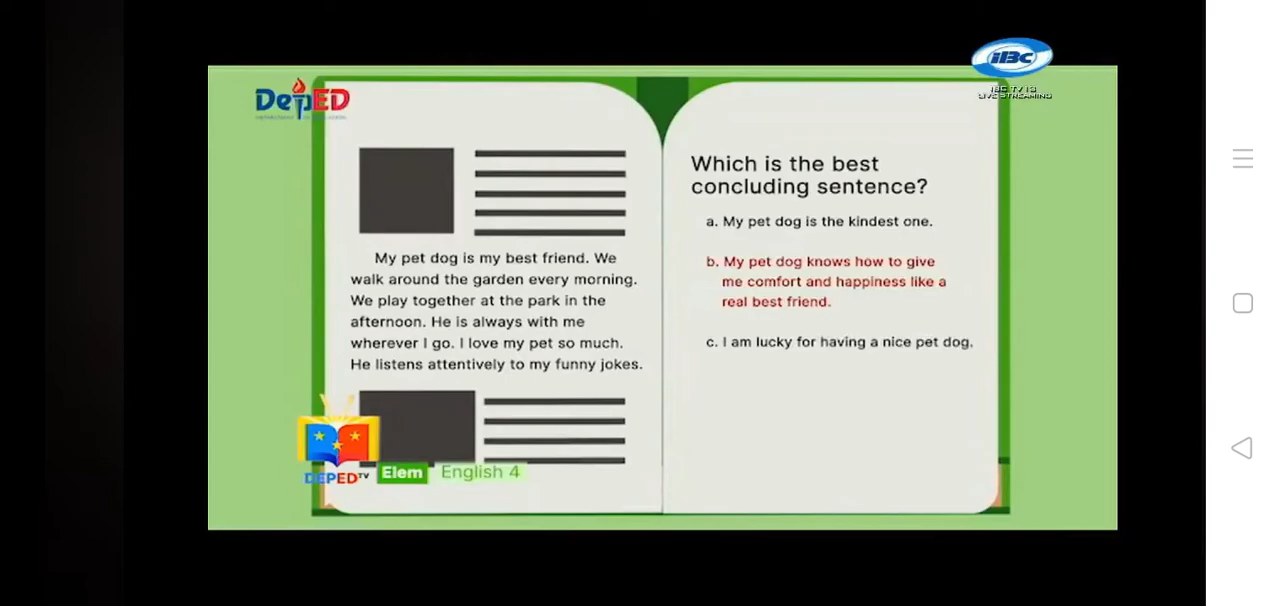 iBC
IBC TV 13
LIVE STREAMING
DepED
Which is the best
concluding sentence?
a. My pet dog is the kindest one.
b. My pet dog knows how to give
me comfort and happiness like a
real best friend.
c. I am lucky for having a nice pet dog.
My pet dog is my best friend. We
walk around the garden every morning.
We play together at the park in the
afternoon. He is always with me
wherever I go. I love my pet so much.
He listens attentively to my funny jokes.
DEPED TV
Elem English 4